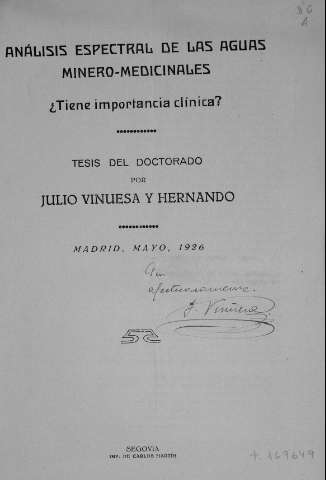 ANÁLISIS ESPECTRAL DE LAS AGUAS
MINERO-MEDICINALES
¿Tiene importancia clínica?
TESIS DEL DOCTORADO
POR
JULIO VINUESA Y HERNANDO
MADRID, MAYO, 1926
afectuosamente
J. Vinuesa
SEGOVIA
IMP. DE CARLOS MARTÍN